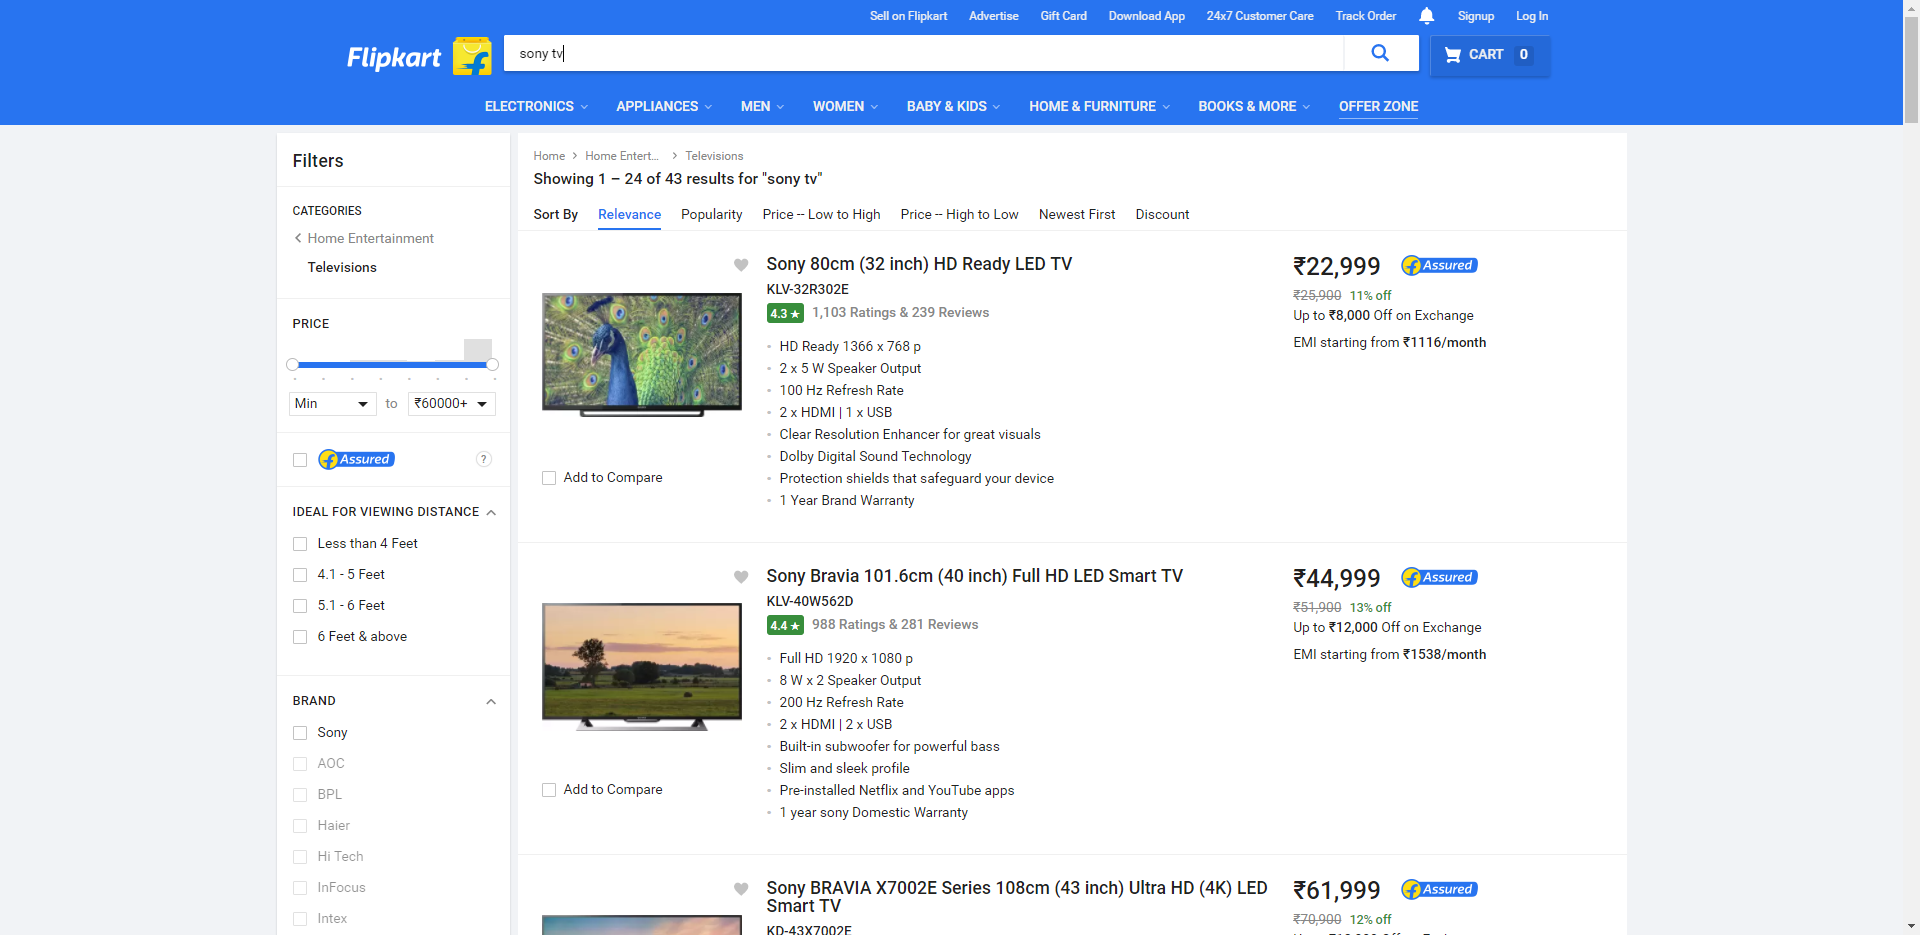 Sell on Flipkart Advertise Gift Card Download App 24x7 Customer Care Track Order Signup Log In
Flipkart sony tv CART 0
ELECTRONICS APPLIANCES MEN WOMEN BABY & KIDS HOME & FURNITURE BOOKS & MORE OFFER ZONE
Filters
CATEGORIES
Home Entertainment
Televisions
PRICE
Min to ₹60000+
Assured ?
IDEAL FOR VIEWING DISTANCE
Less than 4 Feet
4.1 - 5 Feet
5.1 - 6 Feet
6 Feet & above
BRAND
Sony
AOC
BPL
Haier
Hi Tech
InFocus
Intex
Home > Home Entert... > Televisions
Showing 1 – 24 of 43 results for "sony tv"
Sort By Relevance Popularity Price -- Low to High Price -- High to Low Newest First Discount
Sony 80cm (32 inch) HD Ready LED TV
KLV-32R302E
4.3 ★ 1,103 Ratings & 239 Reviews
HD Ready 1366 x 768 p
2 x 5 W Speaker Output
100 Hz Refresh Rate
2 x HDMI | 1 x USB
Clear Resolution Enhancer for great visuals
Dolby Digital Sound Technology
Protection shields that safeguard your device
1 Year Brand Warranty
Add to Compare
₹22,999 Assured
₹25,900 11% off
Up to ₹8,000 Off on Exchange
EMI starting from ₹1116/month
Sony Bravia 101.6cm (40 inch) Full HD LED Smart TV
KLV-40W562D
4.4 ★ 988 Ratings & 281 Reviews
Full HD 1920 x 1080 p
8 W x 2 Speaker Output
200 Hz Refresh Rate
2 x HDMI | 2 x USB
Built-in subwoofer for powerful bass
Slim and sleek profile
Pre-installed Netflix and YouTube apps
1 year sony Domestic Warranty
Add to Compare
₹44,999 Assured
₹51,900 13% off
Up to ₹12,000 Off on Exchange
EMI starting from ₹1538/month
Sony BRAVIA X7002E Series 108cm (43 inch) Ultra HD (4K) LED
Smart TV
KD-43X7002E
₹61,999 Assured
₹70,900 12% off